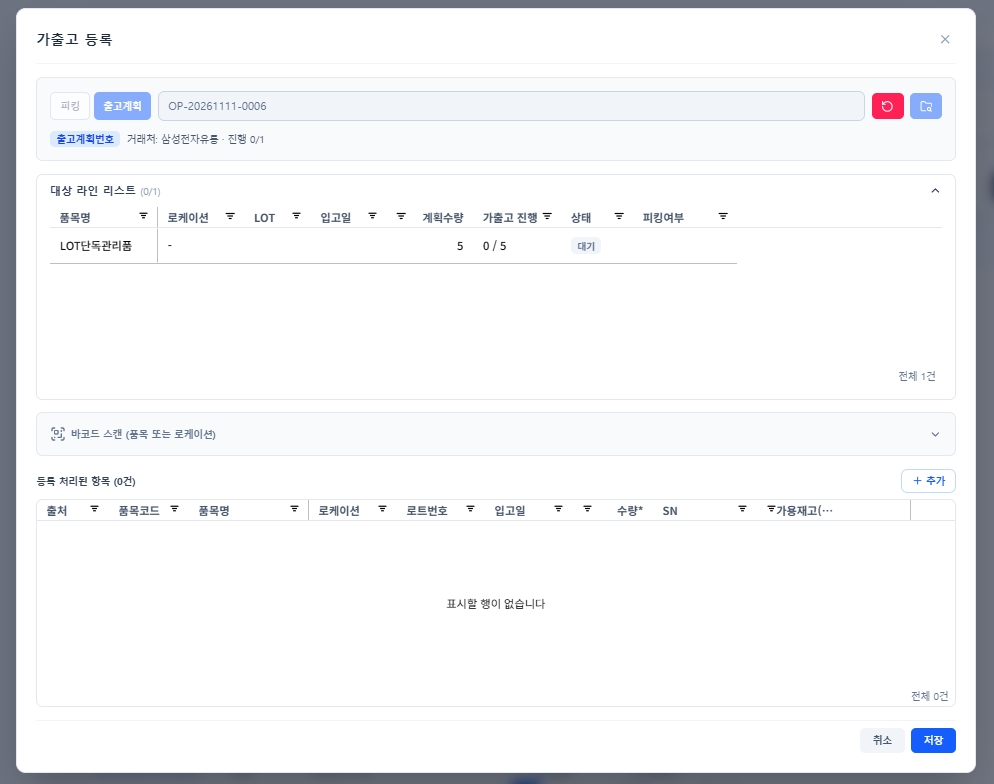 가출고 등록
피킹 출고계획 OP-20261111-0006
출고계획번호 거래처: 삼성전자유통 · 진행 0/1
대상 라인 리스트 (0/1)
품목명 로케이션 LOT 입고일 계획수량 가출고 진행 상태 피킹여부
LOT단독관리품 - 5 0 / 5 대기
전체 1건
바코드 스캔 (품목 또는 로케이션)
등록 처리된 항목 (0건) + 추가
출처 품목코드 품목명 로케이션 로트번호 입고일 수량* SN 가용재고(…
표시할 행이 없습니다
전체 0건
취소 저장